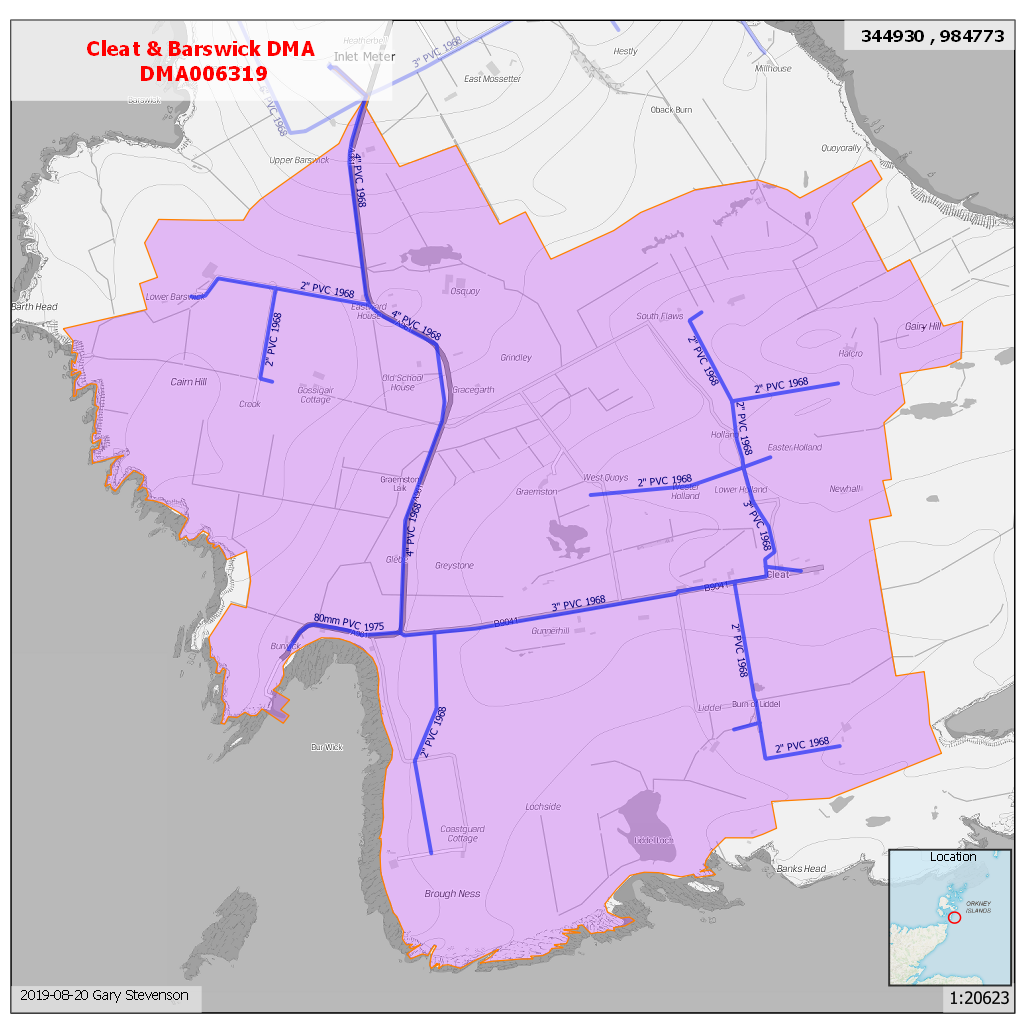 Cleat & Barswick DMA
DMA006319
344930 , 984773
Heatherbell
Inlet Meter
3" PVC 1968
Hestly
Millhouse
East Mossetter
Barswick
PVC 1968
Oback Burn
Quoyorally
Upper Barswick
4" PVC 1968
Lower Barswick
2" PVC 1968
Osquoy
Eastward
House
4" PVC 1968
Barth Head
South Flaws
Gairy Hill
2" PVC 1968
2" PVC 1968
Grindley
Halcro
Cairn Hill
Old School
House
2" PVC 1968
Gossigair
Cottage
Gracegarth
Crook
2" PVC 1968
Holland
Easter Holland
Graemston
Laik
West Quoys
2" PVC 1968
Wester
Holland
Lower Holland
Newhall
Graemston
4" PVC 1968
3" PVC 1968
Glebe
Greystone
Cleat
B9041
3" PVC 1968
80mm PVC 1975
B9041
Gunnerhill
Burwick
2" PVC 1968
Liddel
Burn of Liddel
2" PVC 1968
2" PVC 1968
Bur Wick
Lochside
Coastguard
Cottage
Liddel Loch
Banks Head
Brough Ness
Location
ORKNEY
ISLANDS
2019-08-20 Gary Stevenson
1:20623